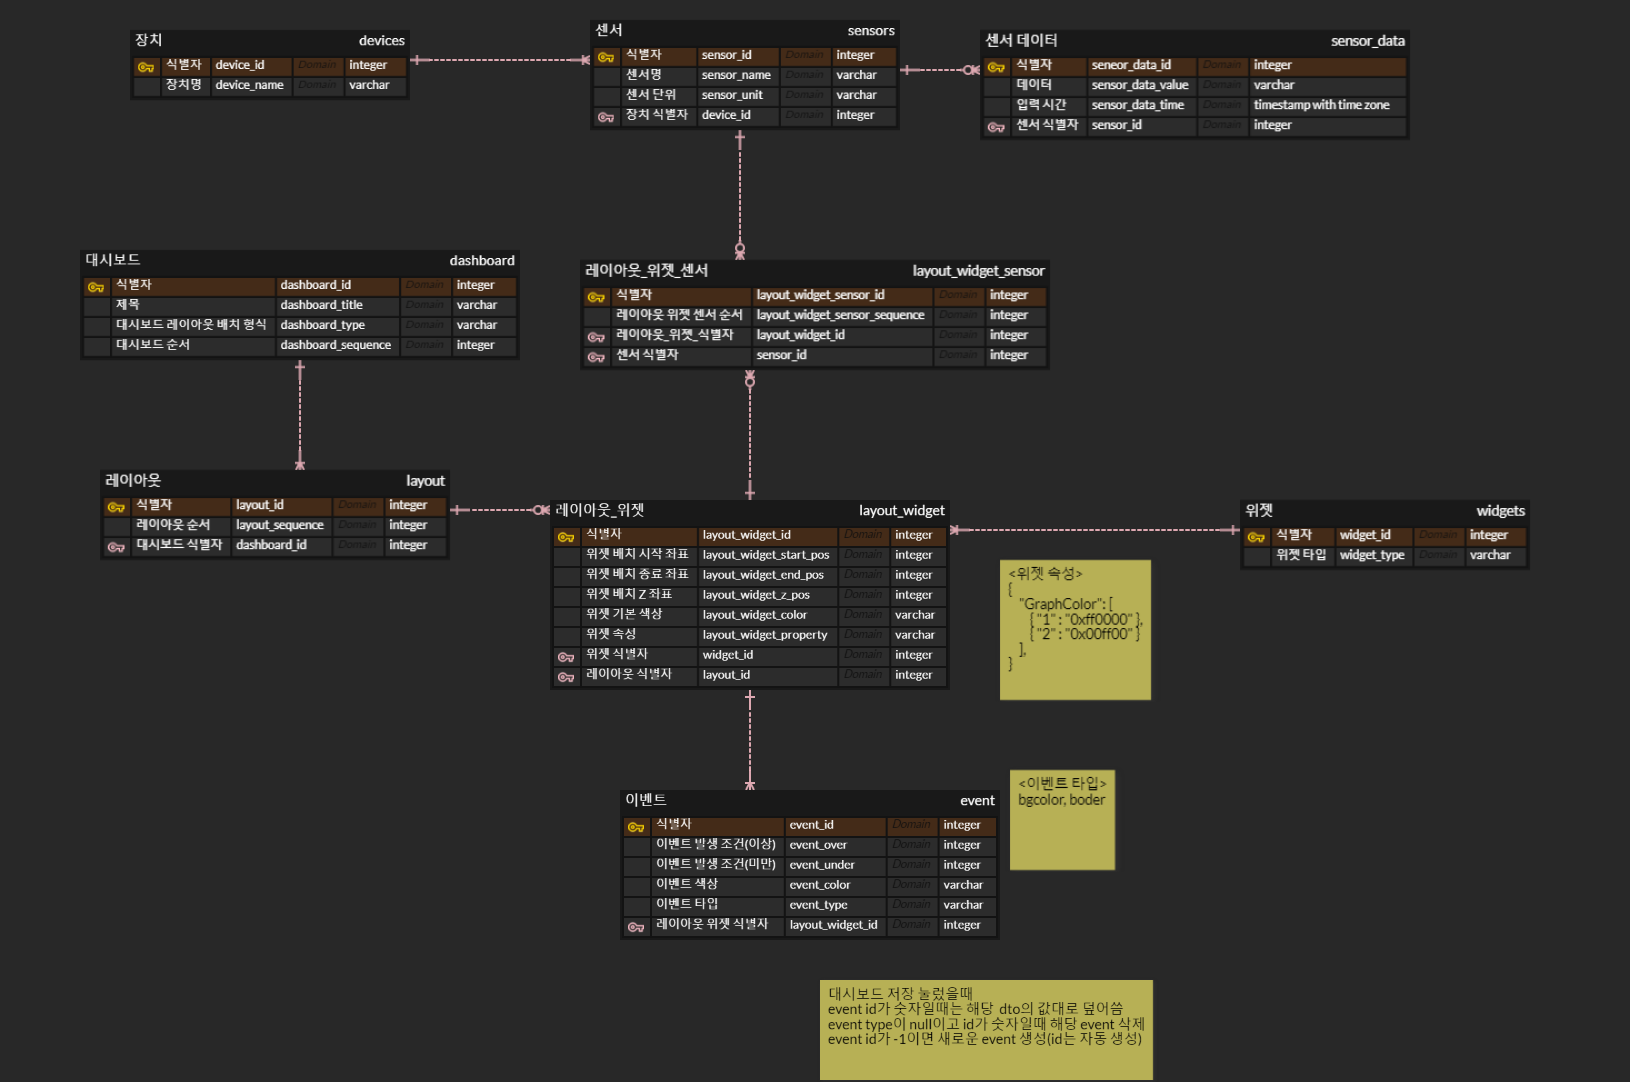 장치 devices
식별자 device_id Domain integer
장치명 device_name Domain varchar
센서 sensors
식별자 sensor_id Domain integer
센서명 sensor_name Domain varchar
센서 단위 sensor_unit Domain varchar
장치 식별자 device_id Domain integer
센서 데이터 sensor_data
식별자 seneor_data_id Domain integer
데이터 sensor_data_value Domain varchar
입력 시간 sensor_data_time Domain timestamp with time zone
센서 식별자 sensor_id Domain integer
대시보드 dashboard
식별자 dashboard_id Domain integer
제목 dashboard_title Domain varchar
대시보드 레이아웃 배치 형식 dashboard_type Domain varchar
대시보드 순서 dashboard_sequence Domain integer
레이아웃_위젯_센서 layout_widget_sensor
식별자 layout_widget_sensor_id Domain integer
레이아웃 위젯 센서 순서 layout_widget_sensor_sequence Domain integer
레이아웃_위젯_식별자 layout_widget_id Domain integer
센서 식별자 sensor_id Domain integer
레이아웃 layout
식별자 layout_id Domain integer
레이아웃 순서 layout_sequence Domain integer
대시보드 식별자 dashboard_id Domain integer
레이아웃_위젯 layout_widget
식별자 layout_widget_id Domain integer
위젯 배치 시작 좌표 layout_widget_start_pos Domain integer
위젯 배치 종료 좌표 layout_widget_end_pos Domain integer
위젯 배치 Z 좌표 layout_widget_z_pos Domain integer
위젯 기본 색상 layout_widget_color Domain varchar
위젯 속성 layout_widget_property Domain varchar
위젯 식별자 widget_id Domain integer
레이아웃 식별자 layout_id Domain integer
위젯 widgets
식별자 widget_id Domain integer
위젯 타입 widget_type Domain varchar
<위젯 속성>
{
"GraphColor": [
{ "1" : "0xff0000" },
{ "2" : "0x00ff00" }
],
}
이벤트 event
식별자 event_id Domain integer
이벤트 발생 조건(이상) event_over Domain integer
이벤트 발생 조건(미만) event_under Domain integer
이벤트 색상 event_color Domain varchar
이벤트 타입 event_type Domain varchar
레이아웃 위젯 식별자 layout_widget_id Domain integer
<이벤트 타입>
bgcolor, boder
대시보드 저장 눌렀을때
event id가 숫자일때는 해당 dto의 값대로 덮어씀
event type이 null이고 id가 숫자일때 해당 event 삭제
event id가 -1이면 새로운 event 생성(id는 자동 생성)